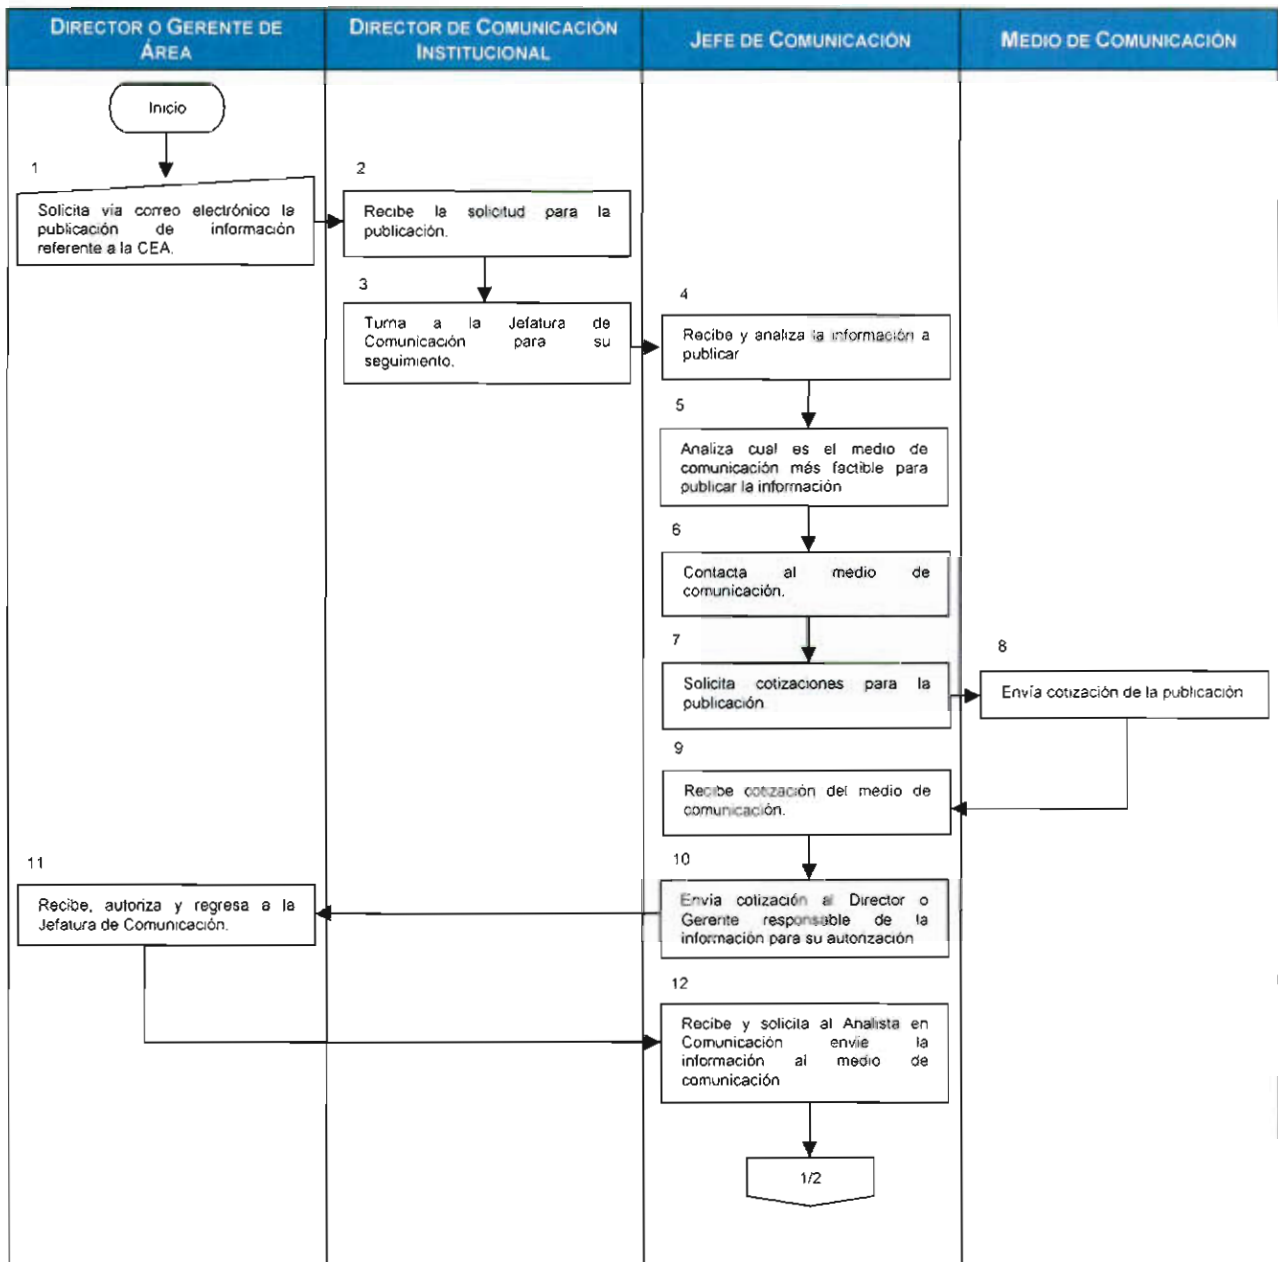 DIRECTOR O GERENTE DE
ÁREA
DIRECTOR DE COMUNICACIÓN
INSTITUCIONAL
JEFE DE COMUNICACIÓN
MEDIO DE COMUNICACIÓN
Inicio
1
Solicita vía correo electrónico la
publicación de información
referente a la CEA.
2
Recibe la solicitud para la
publicación.
3
Turna a la Jefatura de
Comunicación para su
seguimiento.
4
Recibe y analiza la información a
publicar
5
Analiza cual es el medio de
comunicación más factible para
publicar la información
6
Contacta al medio de
comunicación.
7
Solicita cotizaciones para la
publicación
8
Envía cotización de la publicación
9
Recibe cotización del medio de
comunicación.
10
Envía cotización al Director o
Gerente responsable de la
información para su autorización
11
Recibe, autoriza y regresa a la
Jefatura de Comunicación.
12
Recibe y solicita al Analista en
Comunicación envie la
información al medio de
comunicación
1/2